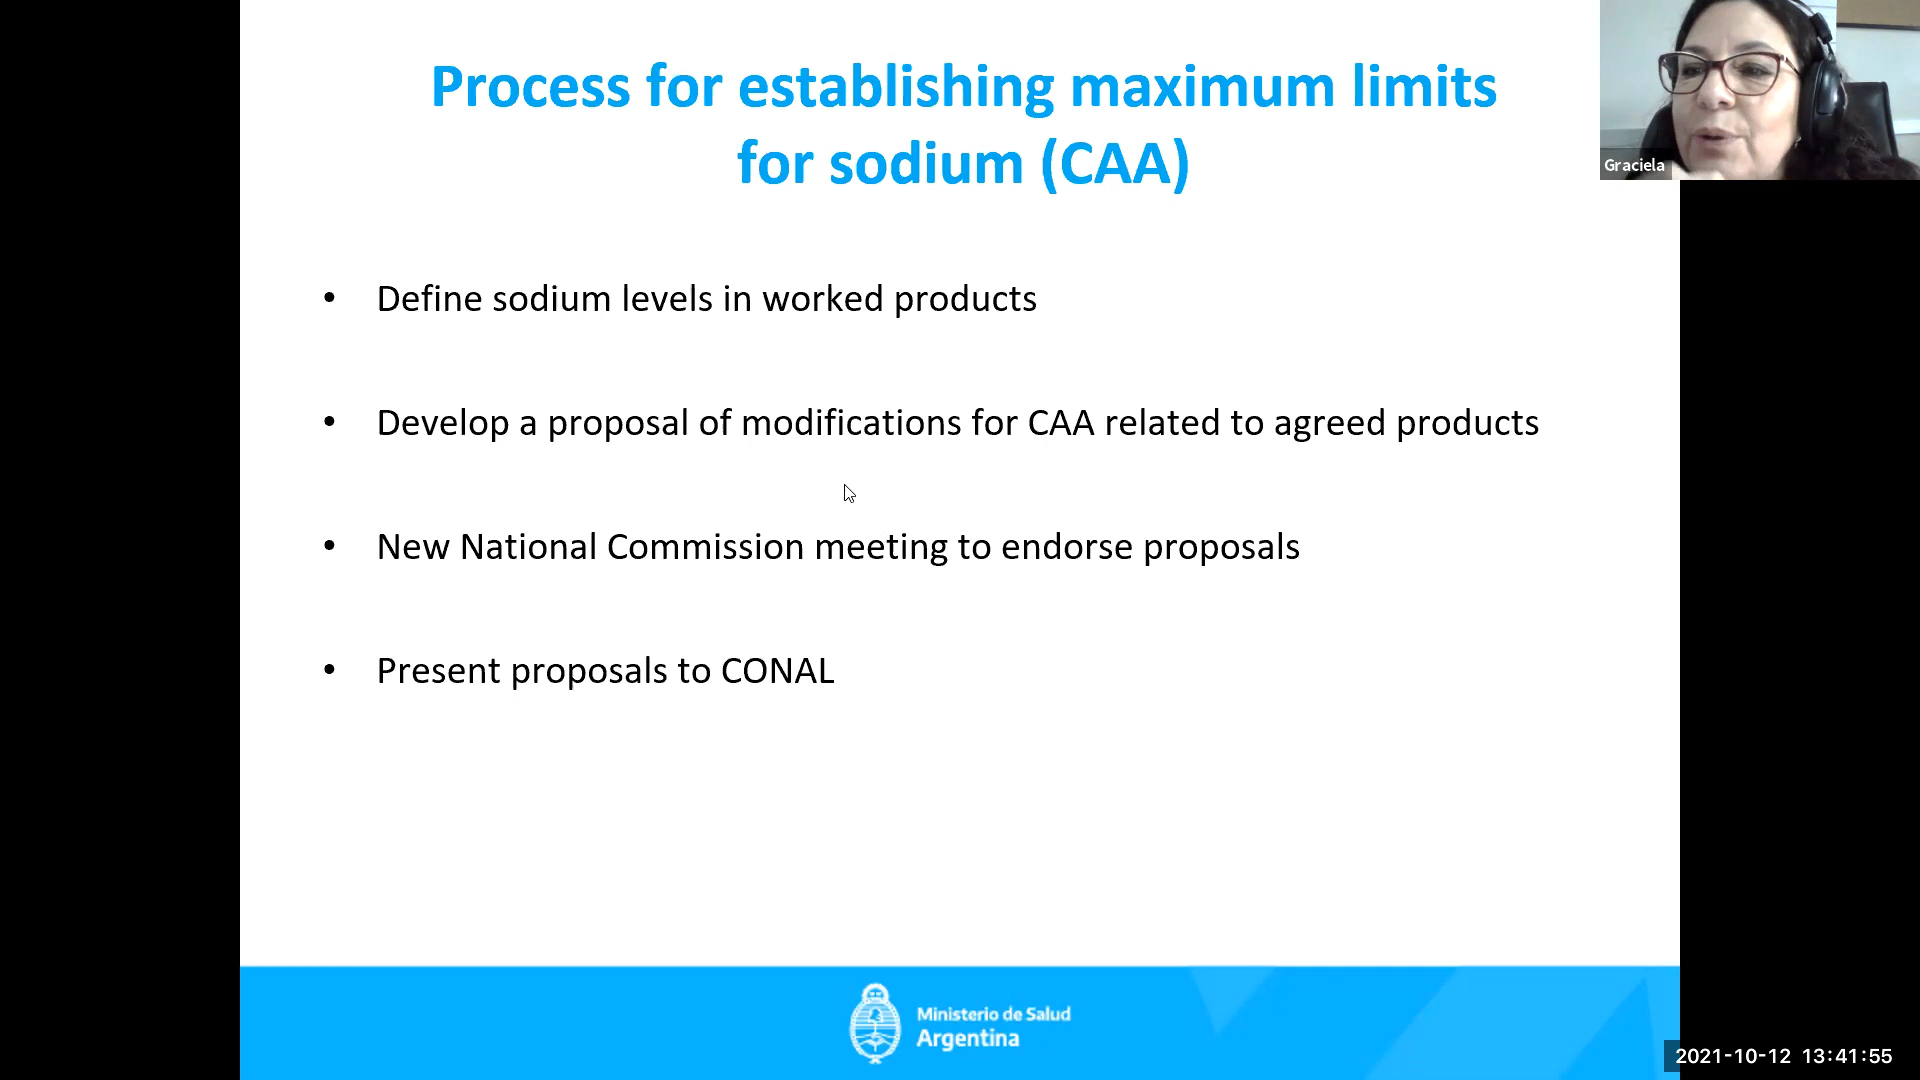 Process for establishing maximum limits
for sodium (CAA)
Graciela
• Define sodium levels in worked products
• Develop a proposal of modifications for CAA related to agreed products
• New National Commission meeting to endorse proposals
• Present proposals to CONAL
Ministerio de Salud
Argentina
2021-10-12 13:41:55